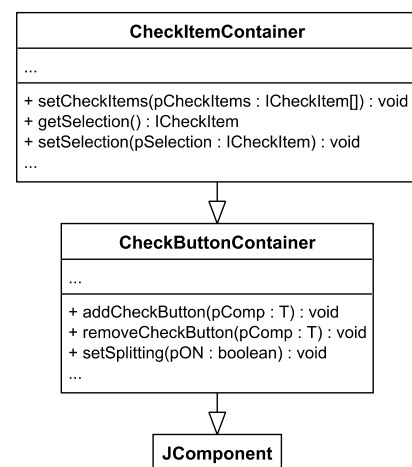 CheckItemContainer
...
+ setCheckItems(pCheckItems : ICheckItem[]) : void
+ getSelection() : ICheckItem
+ setSelection(pSelection : ICheckItem) : void
...
CheckButtonContainer
...
+ addCheckButton(pComp : T) : void
+ removeCheckButton(pComp : T) : void
+ setSplitting(pON : boolean) : void
...
JComponent